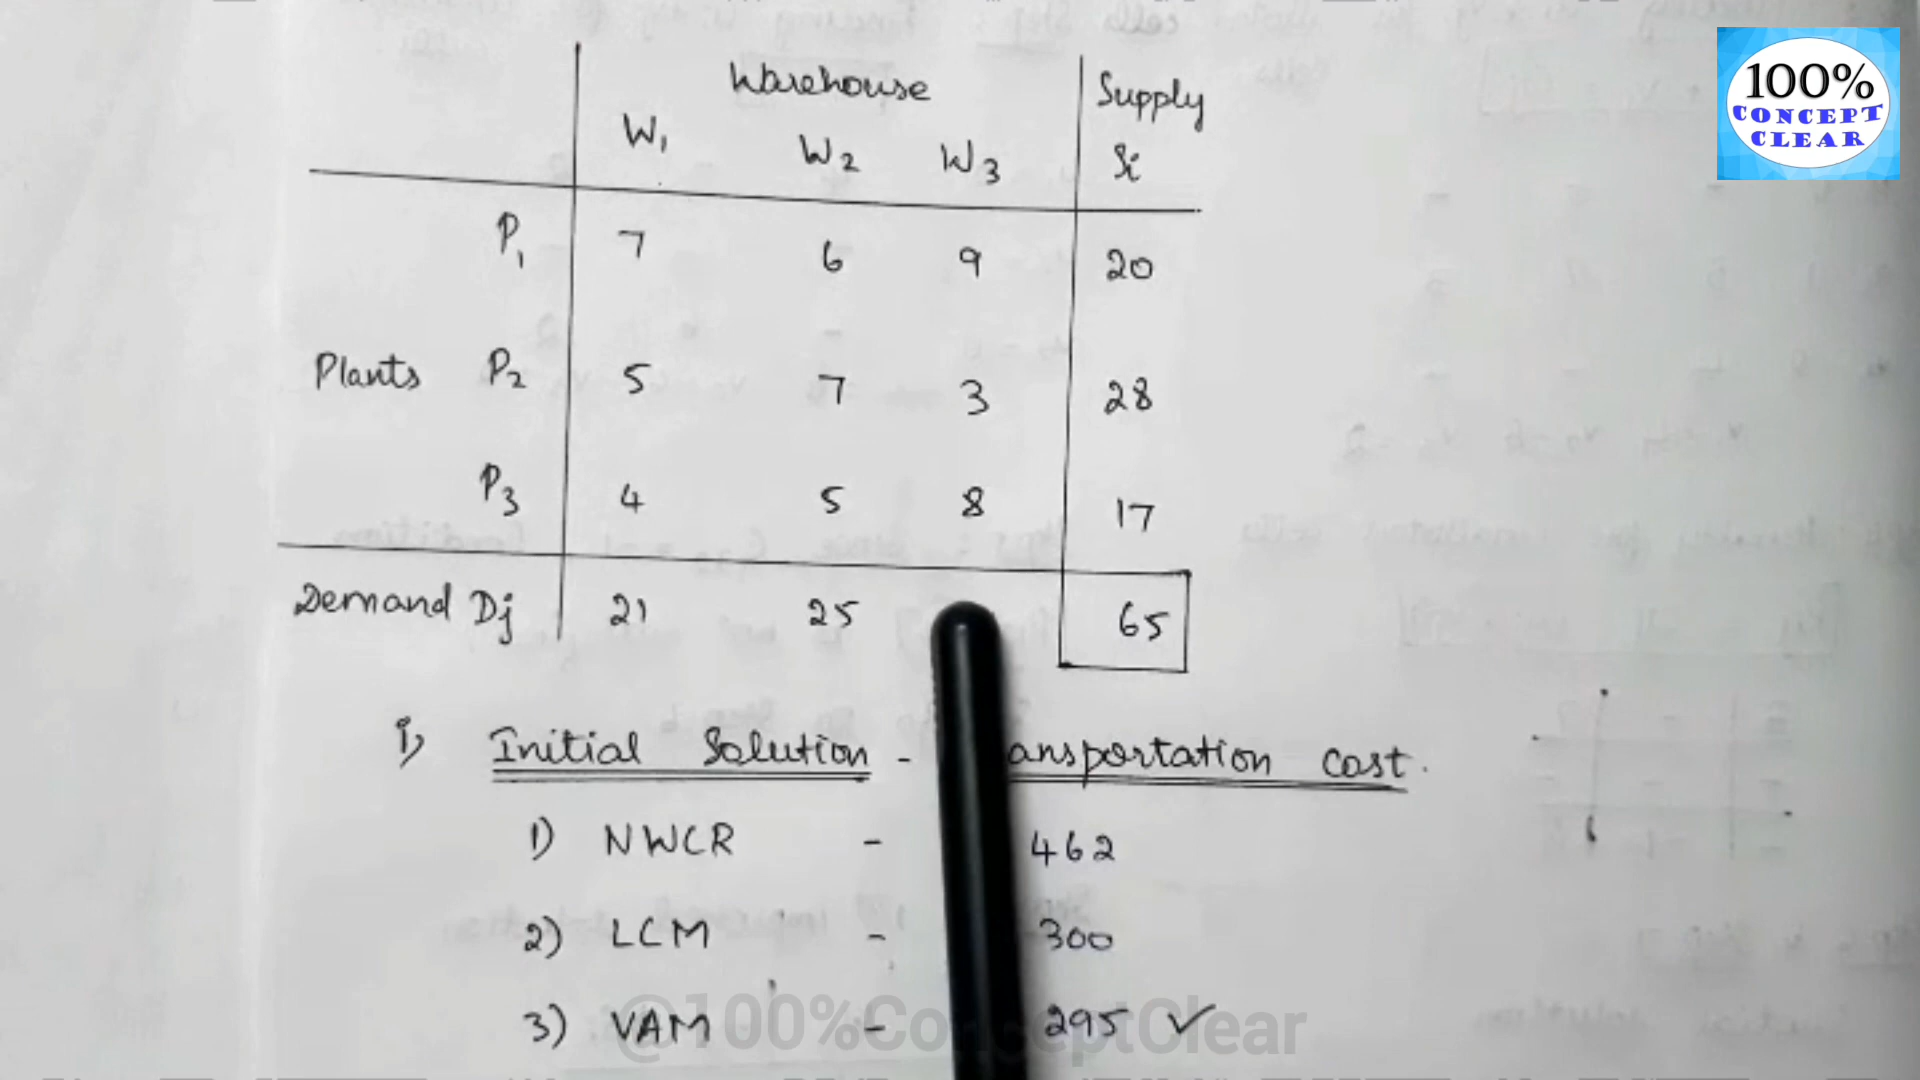 Warehouse Supply
W1 W2 W3 Si
P1 7 6 9 20
Plants P2 5 7 3 28
P3 4 5 8 17
Demand Dj 21 25 65
i) Initial Solution - ansportation cost.
1) NWCR - 462
2) LCM - 300
3) VAM - 295 ✓
100%
CONCEPT
CLEAR
@100%ConceptClear